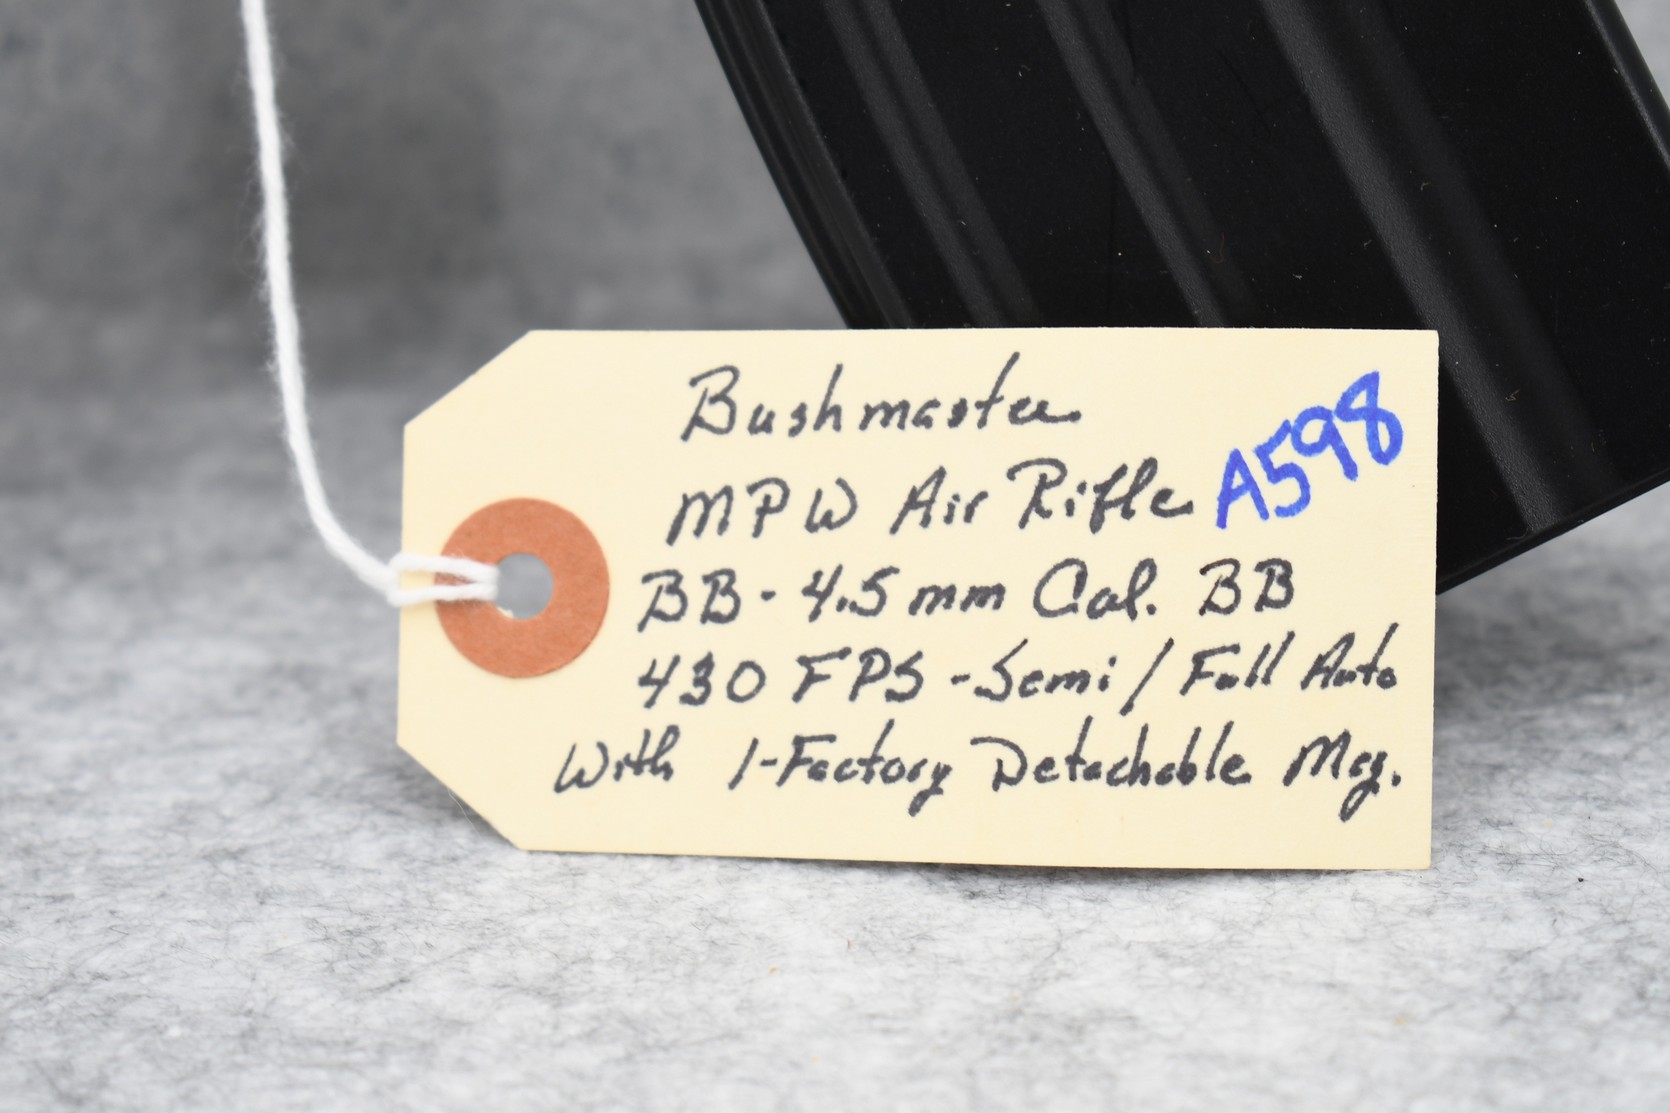 Bushmaster
MPW Air Rifle
A598
BB - 4.5 mm Cal. BB
430 FPS - Semi / Full Auto
With 1-Factory Detachable Mag.